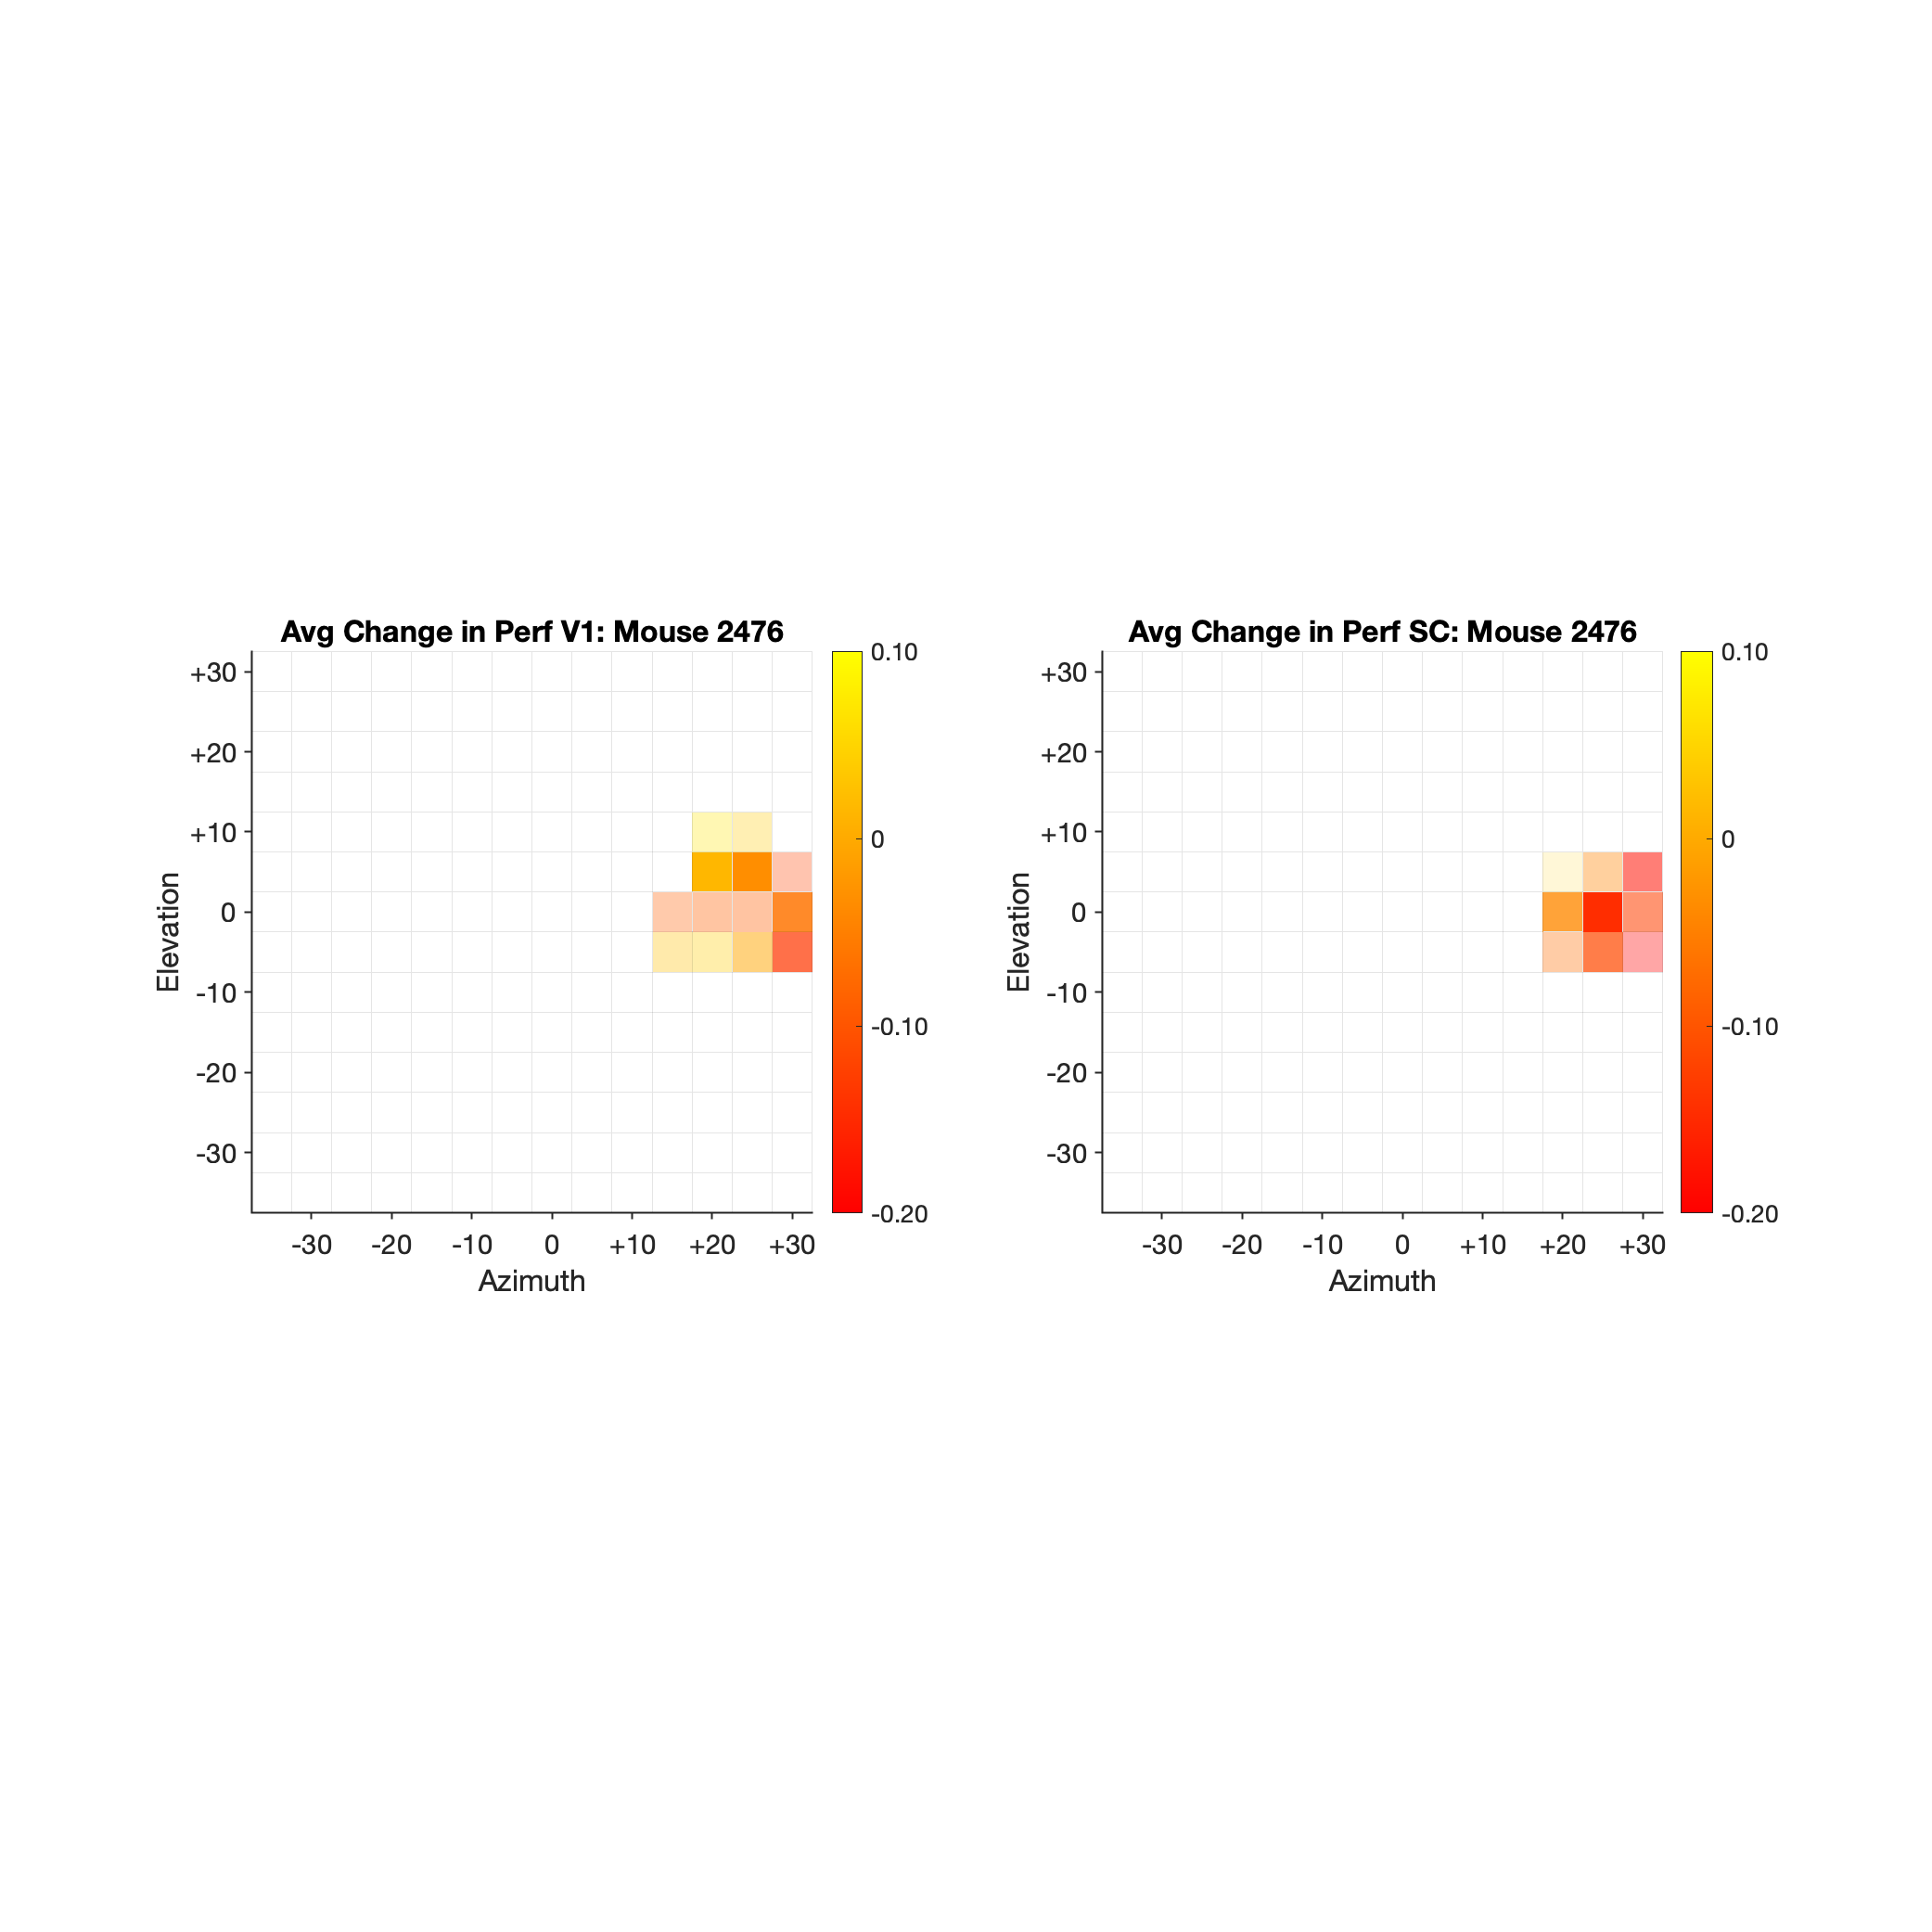 Avg Change in Perf V1: Mouse 2476
+30
+20
+10
0
-10
-20
-30
Elevation
-30 -20 -10 0 +10 +20 +30
Azimuth
0.10
0
-0.10
-0.20
Avg Change in Perf SC: Mouse 2476
+30
+20
+10
0
-10
-20
-30
Elevation
-30 -20 -10 0 +10 +20 +30
Azimuth
0.10
0
-0.10
-0.20